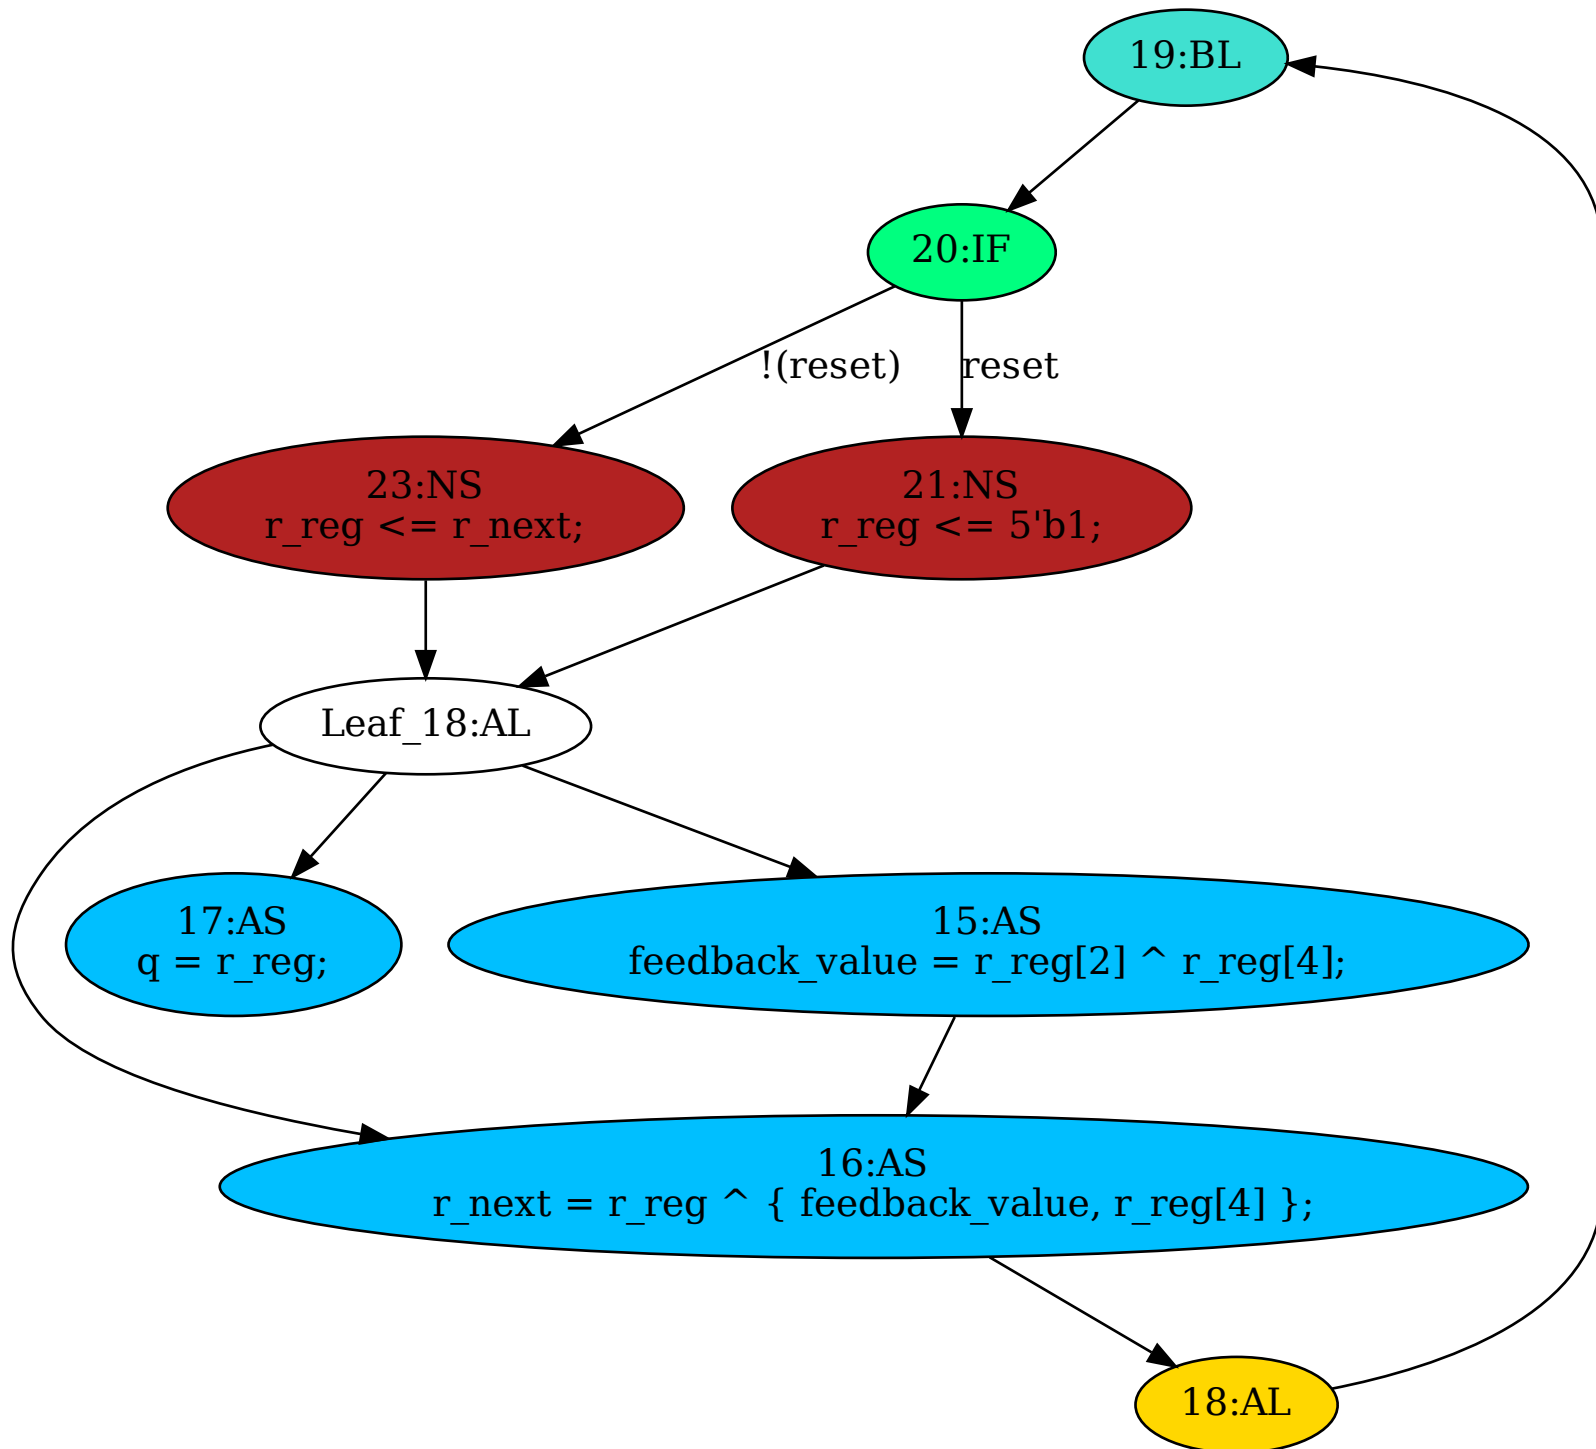 19:BL
20:IF
!(reset)
reset
23:NS
r_reg <= r_next;
21:NS
r_reg <= 5'b1;
Leaf_18:AL
17:AS
q = r_reg;
15:AS
feedback_value = r_reg[2] ^ r_reg[4];
16:AS
r_next = r_reg ^ { feedback_value, r_reg[4] };
18:AL